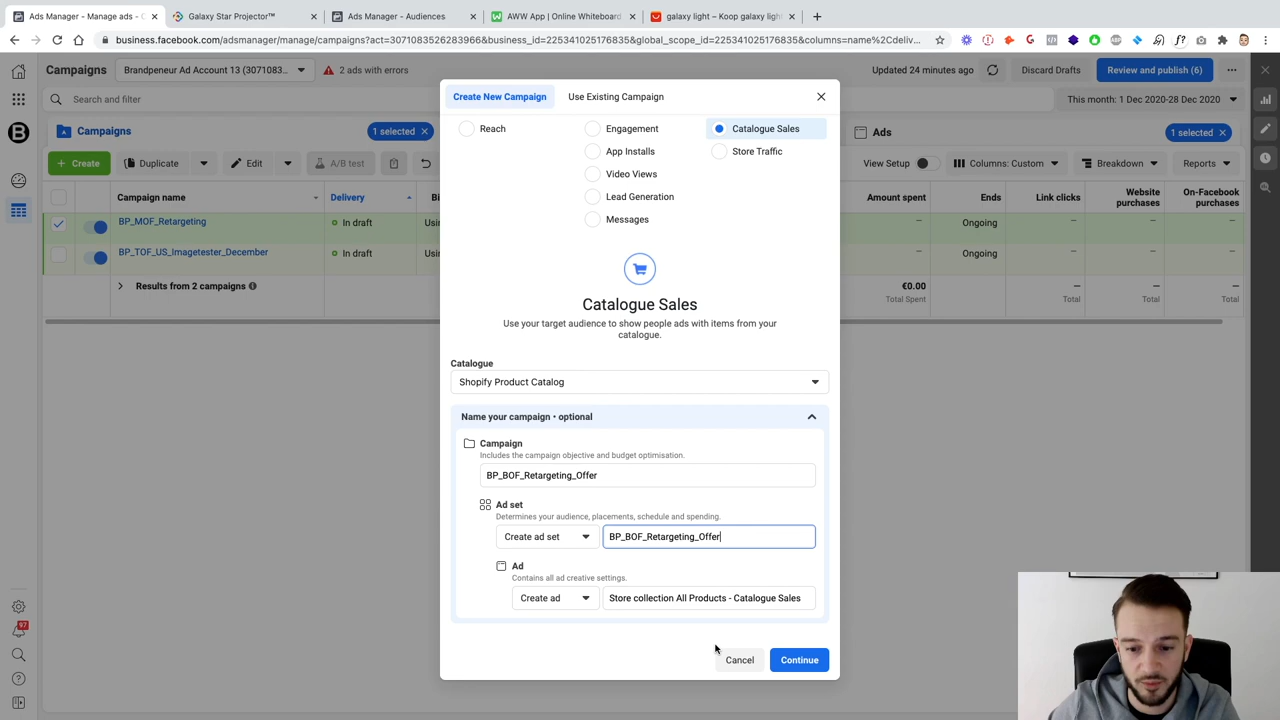 Ads Manager - Manage ads - C
Galaxy Star Projector™
Ads Manager - Audiences
AWW App | Online Whiteboard
galaxy light – Koop galaxy ligh
business.facebook.com/adsmanager/manage/campaigns?act=3071083526283966&business_id=225341025176835&global_scope_id=225341025176835&columns=name%2Cdeliv...
Campaigns
Brandpeneur Ad Account 13 (3071083...
2 ads with errors
Updated 24 minutes ago
Discard Drafts
Review and publish (6)
Search and filter
This month: 1 Dec 2020-28 Dec 2020
Campaigns
1 selected
Ads
1 selected
+ Create
Duplicate
Edit
A/B test
View Setup
Columns: Custom
Breakdown
Reports
Campaign name
Delivery
Bi
Amount spent
Ends
Link clicks
Website purchases
On-Facebook purchases
BP_MOF_Retargeting
In draft
Usin
–
Ongoing
–
–
–
BP_TOF_US_Imagetester_December
In draft
Usin
–
Ongoing
–
–
–
Results from 2 campaigns
€0.00
Total Spent
–
Total
–
Total
–
Total
97
Create New Campaign
Use Existing Campaign
Reach
Engagement
Catalogue Sales
App Installs
Store Traffic
Video Views
Lead Generation
Messages
Catalogue Sales
Use your target audience to show people ads with items from your
catalogue.
Catalogue
Shopify Product Catalog
Name your campaign • optional
Campaign
Includes the campaign objective and budget optimisation.
BP_BOF_Retargeting_Offer
Ad set
Determines your audience, placements, schedule and spending.
Create ad set
BP_BOF_Retargeting_Offer
Ad
Contains all ad creative settings.
Create ad
Store collection All Products - Catalogue Sales
Cancel
Continue